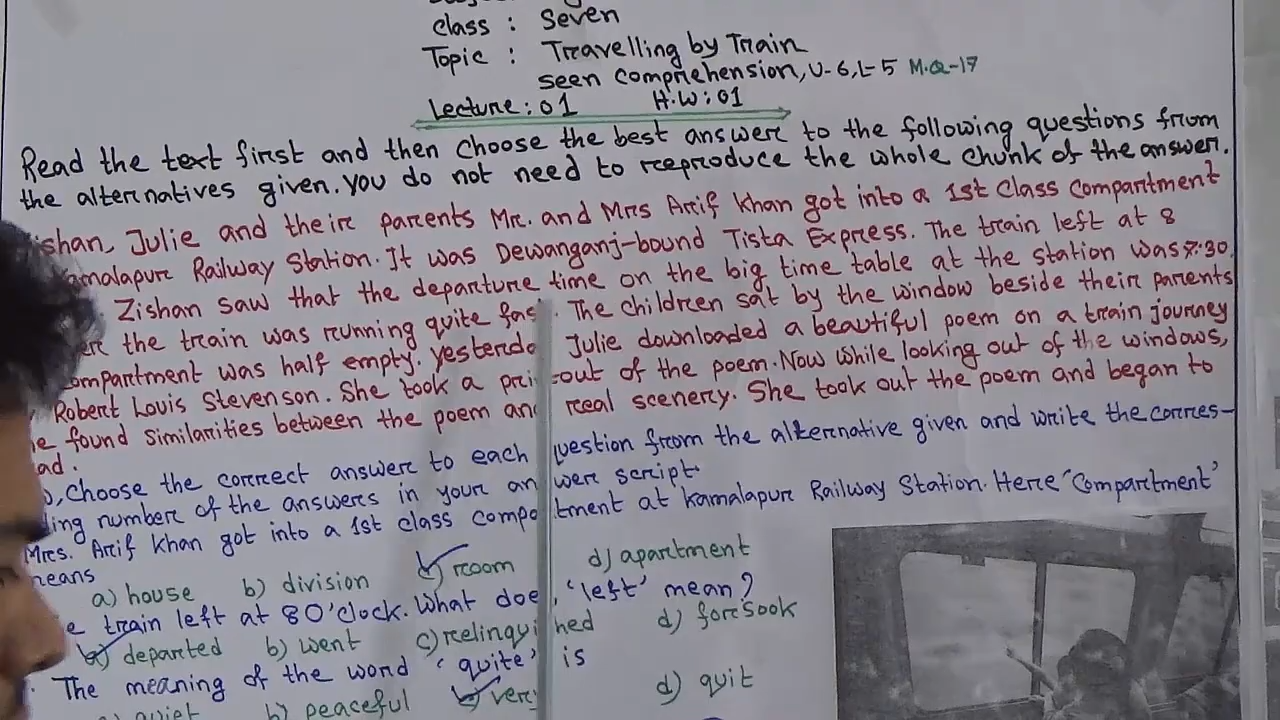 Class : Seven
Topic : Travelling by Train
seen comprehension, U-6, L-5 M.Q-17
Lecture: 01 H.W: 01
Read the text first and then choose the best answer to the following questions from
the alternatives given. You do not need to reproduce the whole chunk of the answer.
ishan, Julie and their parents Mr. and Mrs Arif Khan got into a 1st Class compartment
amalapur Railway Station. It was Dewanganj-bound Tista Express. The train left at 8
Zishan saw that the departure time on the big time table at the station was 7:30
er the train was running quite fas . The children sat by the window beside their parents
ompartment was half empty. Yesterda Julie downloaded a beautiful poem on a train journey
Robert Louis Stevenson. She took a pri -out of the poem. Now while looking out of the windows,
e found similarities between the poem an real scenery. She took out the poem and began to
ad.
, Choose the correct answer to each question from the alternative given and write the corres-
ing number of the answers in your an wer script.
Mrs. Arif Khan got into a 1st class compa tment at Kamalapur Railway Station. Here 'Compartment'
means
a) house b) division c) room d) apartment
e train left at 8 O'clock. What doe 'left' mean?
a) departed b) went c) relinqui hed d) foresook
The meaning of the word 'quite' is
a) quiet b) peaceful c) very d) quit